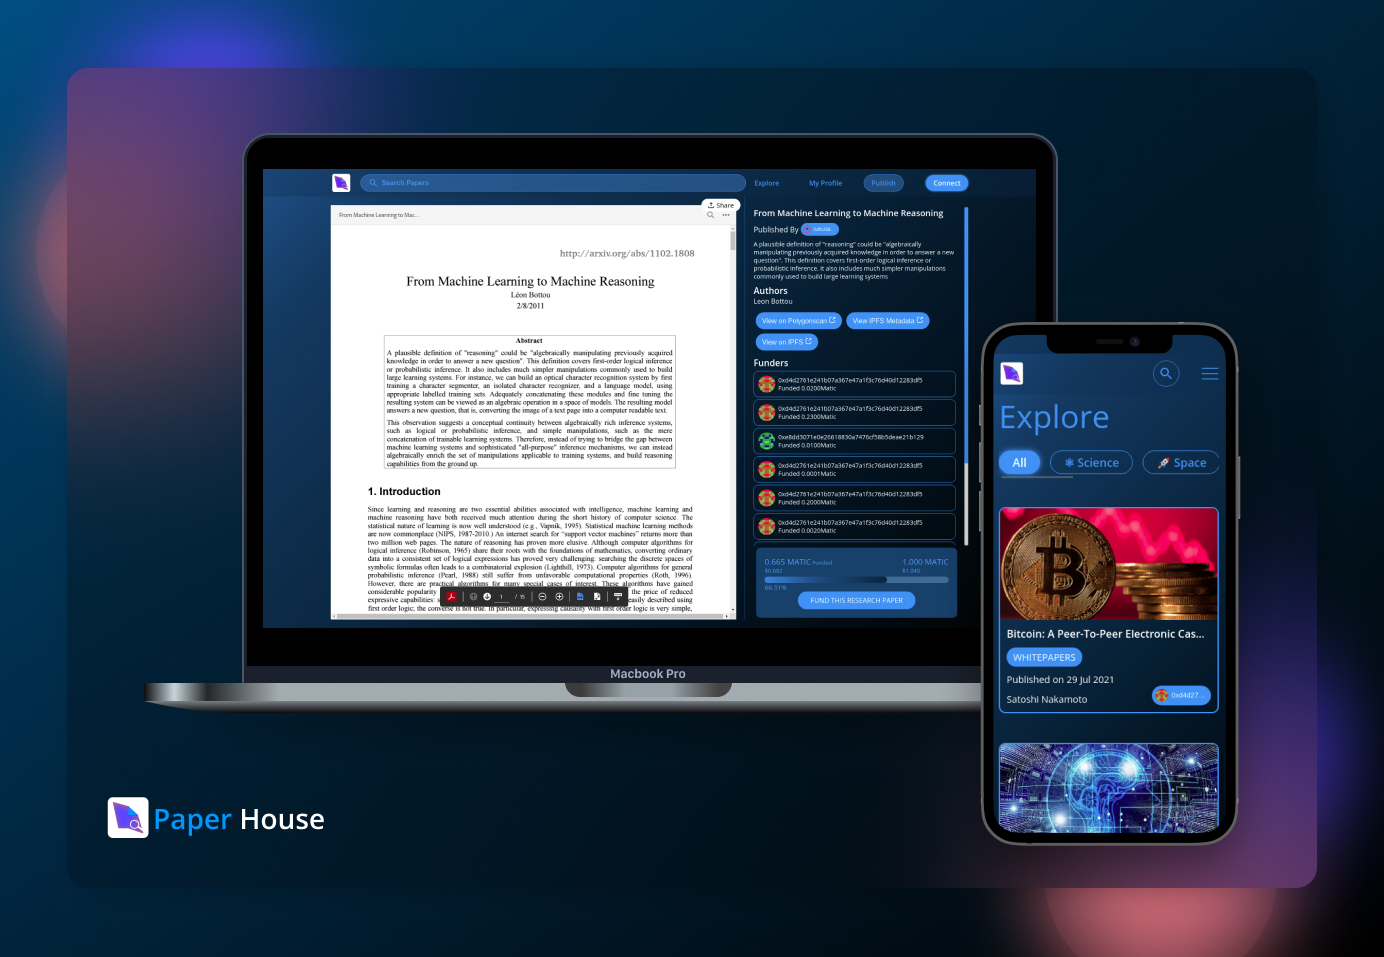 Search Papers
Explore
My Profile
Publish
Connect
Share
From Machine Learning to Mac...
http://arxiv.org/abs/1102.1808
From Machine Learning to Machine Reasoning
Léon Bottou
2/8/2011
Abstract
A plausible definition of "reasoning" could be "algebraically manipulating previously acquired
knowledge in order to answer a new question". This definition covers first-order logical inference
or probabilistic inference. It also includes much simpler manipulations commonly used to build
large learning systems. For instance, we can build an optical character recognition system by first
training a character segmenter, an isolated character recognizer, and a language model, using
appropriate labelled training sets. Adequately concatenating these modules and fine tuning the
resulting system can be viewed as an algebraic operation in a space of models. The resulting model
answers a new question, that is, converting the image of a text page into a computer readable text.
This observation suggests a conceptual continuity between algebraically rich inference systems,
such as logical or probabilistic inference, and simple manipulations, such as the mere
concatenation of trainable learning systems. Therefore, instead of trying to bridge the gap between
machine learning systems and sophisticated "all-purpose" inference mechanisms, we can instead
algebraically enrich the set of manipulations applicable to training systems, and build reasoning
capabilities from the ground up.
1. Introduction
Since learning and reasoning are two essential abilities associated with intelligence, machine learning and
machine reasoning have both received much attention during the short history of computer science. The
statistical nature of learning is now well understood (e.g., Vapnik, 1995). Statistical machine learning methods
are now commonplace (NIPS, 1987-2010.) An internet search for "support vector machines" returns more than
two million web pages. The nature of reasoning has proven more elusive. Although computer algorithms for
logical inference (Robinson, 1965) share their roots with the foundations of mathematics, converting ordinary
data into a consistent set of logical expressions has proved very challenging: searching the discrete spaces of
symbolic formulas often leads to a combinatorial explosion (Lighthill, 1973). Computer algorithms for general
probabilistic inference (Pearl, 1988) still suffer from unfavorable computational properties (Roth, 1996).
However, there are practical algorithms for many special cases of interest. These algorithms have gained
considerable popularity the price of reduced
expressive capabilities: easily described using
first order logic; the converse is not true. In particular, expressing causality with first order logic is very simple,
1 / 15
From Machine Learning to Machine Reasoning
Published By
A plausible definition of "reasoning" could be "algebraically
manipulating previously acquired knowledge in order to answer a new
question". This definition covers first-order logical inference or
probabilistic inference. It also includes much simpler manipulations
commonly used to build large learning systems
Authors
Leon Bottou
View on Polygonscan
View IPFS Metadata
View on IPFS
Funders
0xd4d2761e241b07a367e47a1f3c76d40d12283df5
Funded 0.0200Matic
0xd4d2761e241b07a367e47a1f3c76d40d12283df5
Funded 0.2300Matic
0xe8dd3071e0e26618830a7476cf58b5deae21b129
Funded 0.0100Matic
0xd4d2761e241b07a367e47a1f3c76d40d12283df5
Funded 0.0001Matic
0xd4d2761e241b07a367e47a1f3c76d40d12283df5
Funded 0.2000Matic
0xd4d2761e241b07a367e47a1f3c76d40d12283df5
Funded 0.0020Matic
0.665 MATIC Funded
1.000 MATIC
$0.692
$1.040
66.51%
FUND THIS RESEARCH PAPER
Macbook Pro
Explore
All
Science
Space
Bitcoin: A Peer-To-Peer Electronic Cas...
WHITEPAPERS
Published on 29 Jul 2021
Satoshi Nakamoto
0xd4d27...
Paper House